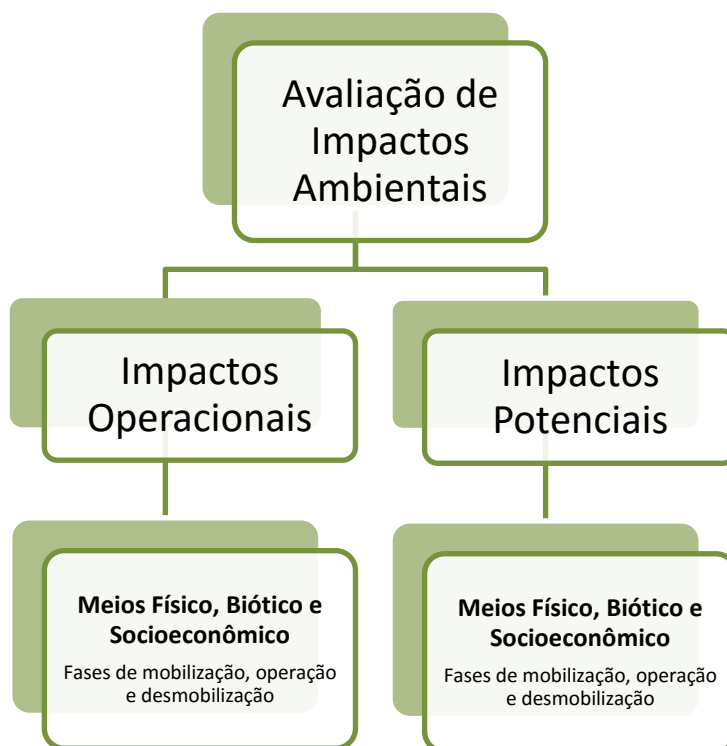 Avaliação de
Impactos
Ambientais
Impactos
Operacionais
Impactos
Potenciais
Meios Físico, Biótico e
Socioeconômico
Fases de mobilização, operação
e desmobilização
Meios Físico, Biótico e
Socioeconômico
Fases de mobilização, operação
e desmobilização